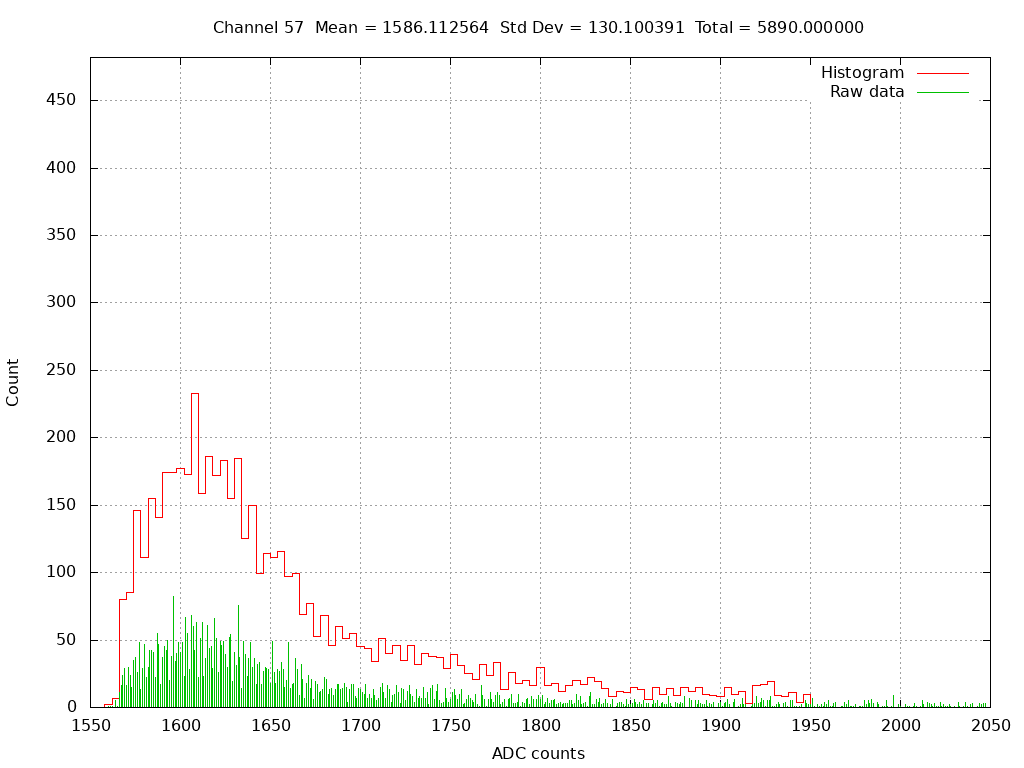 Channel 57  Mean = 1586.112564  Std Dev = 130.100391  Total = 5890.000000
Histogram
Raw data
450
400
350
300
250
200
150
100
50
0
Count
1550 1600 1650 1700 1750 1800 1850 1900 1950 2000 2050
ADC counts